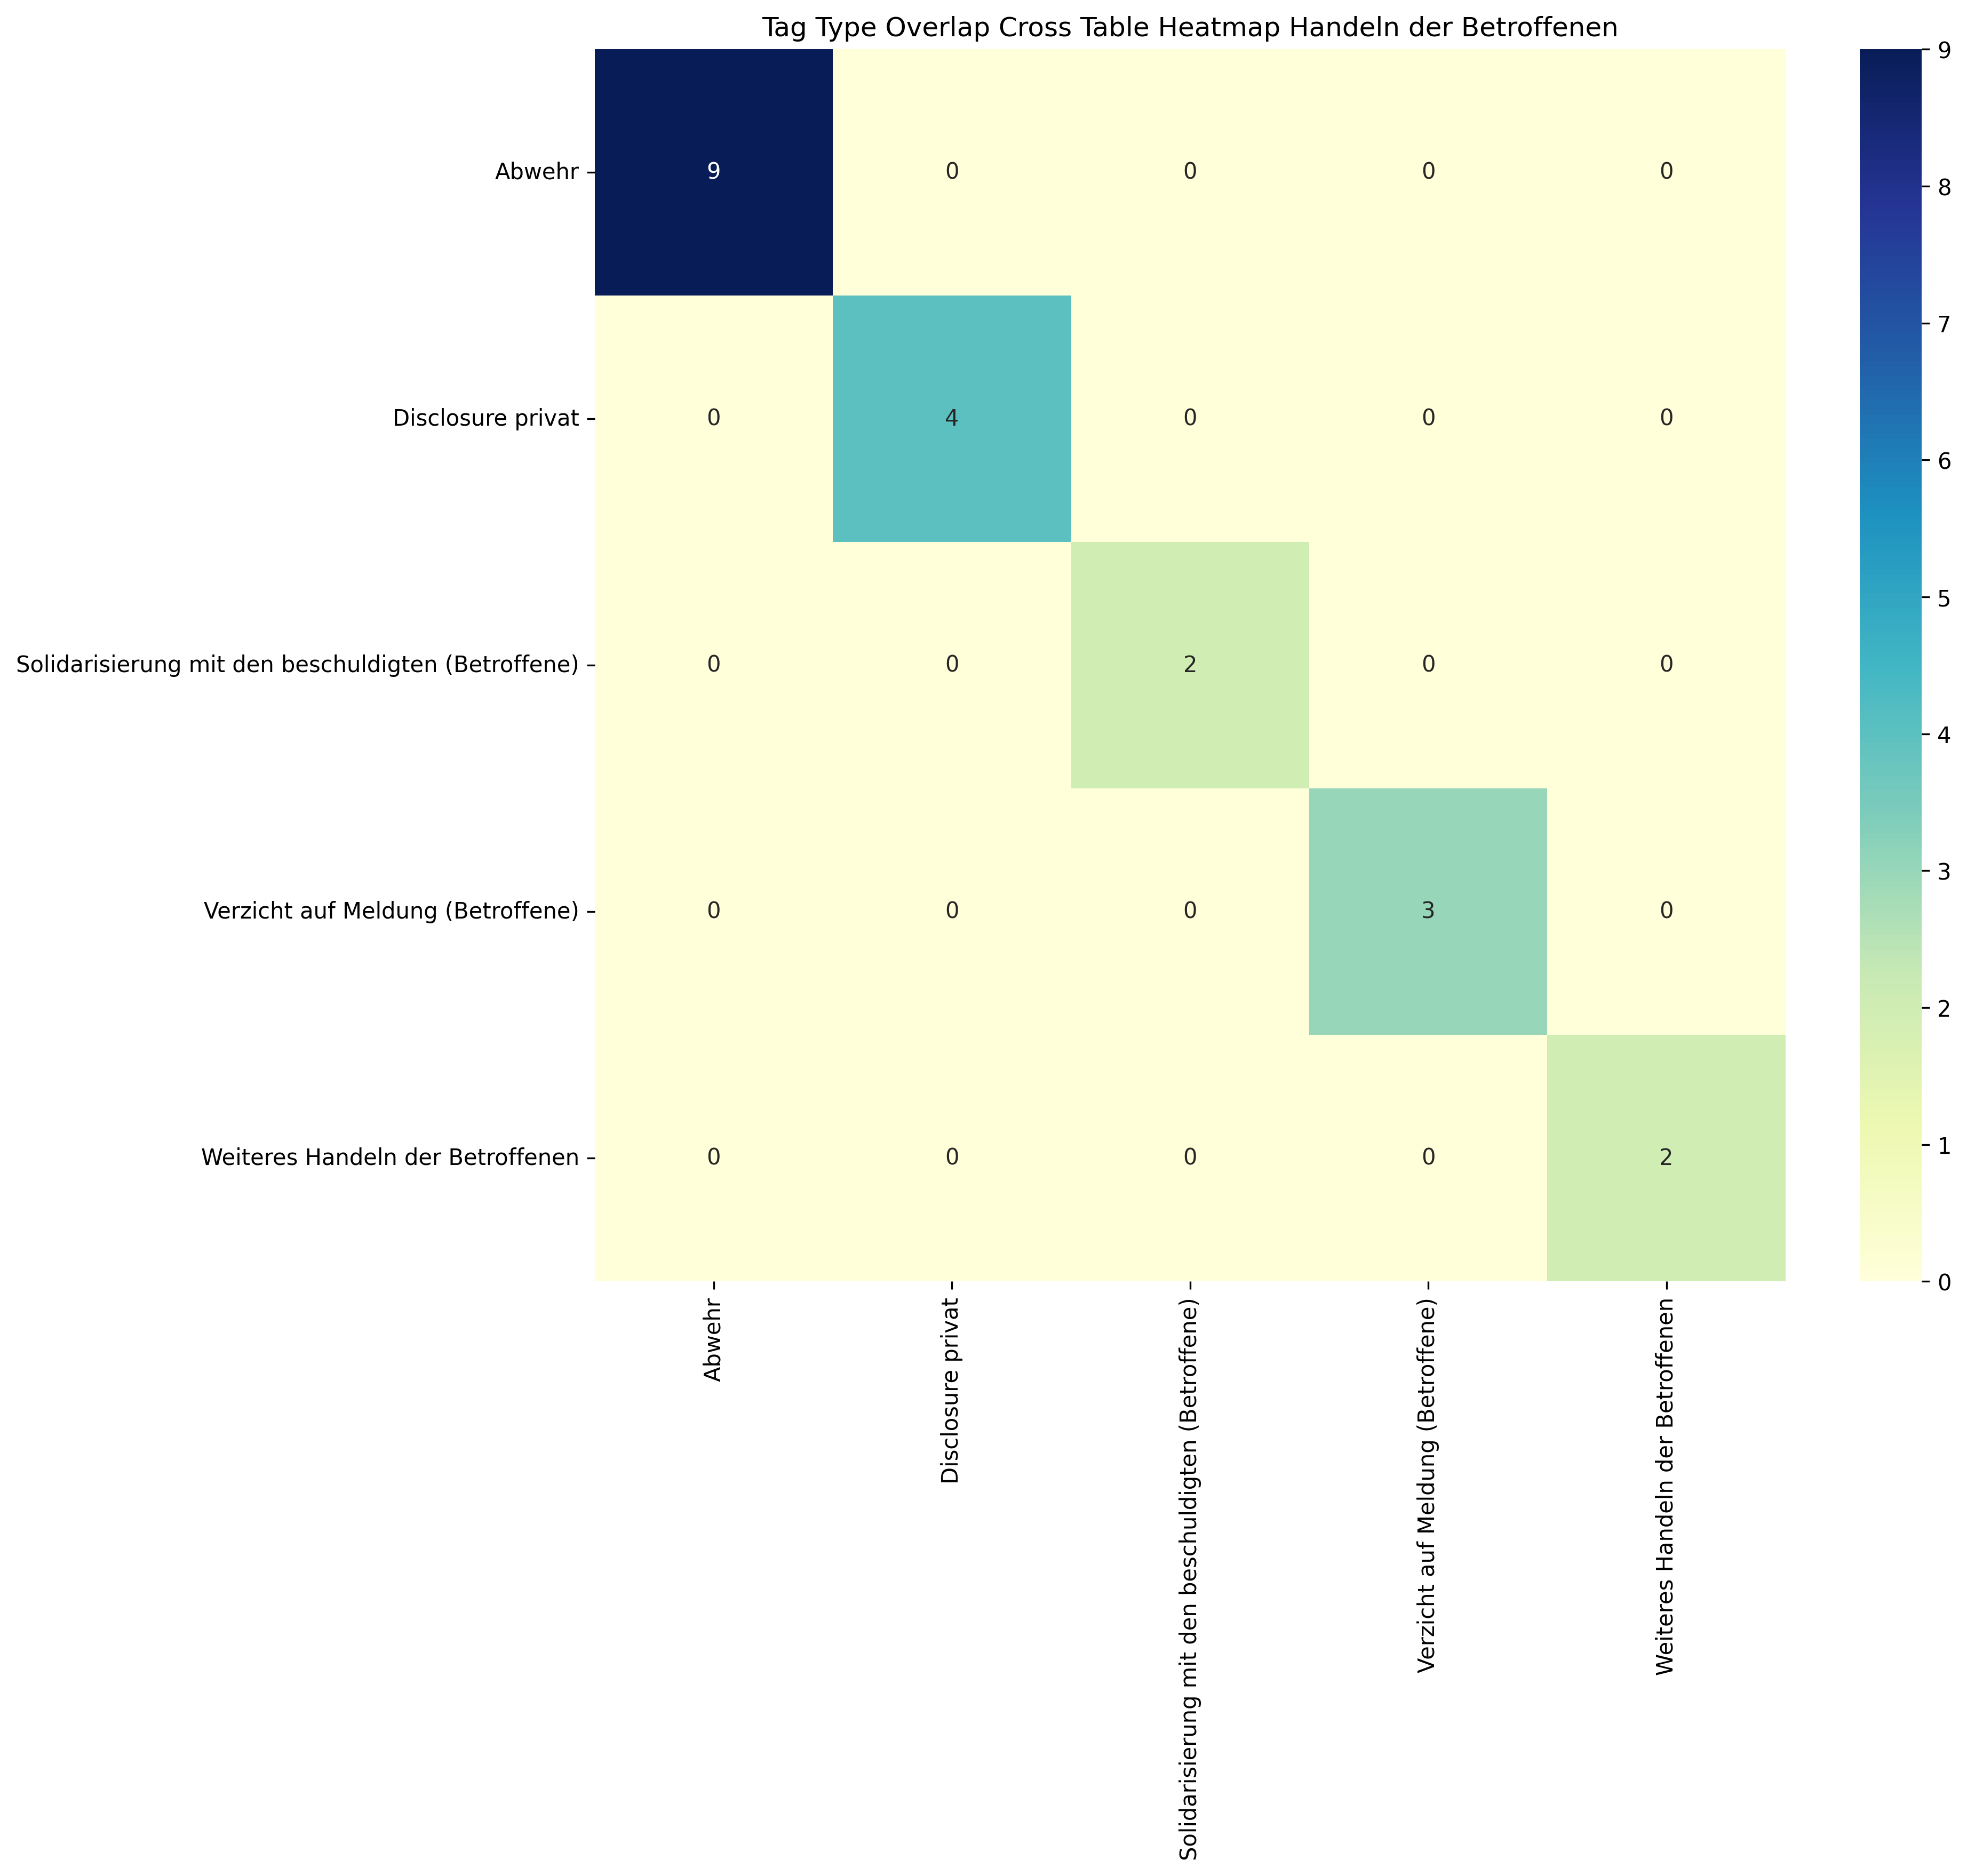 Tag Type Overlap Cross Table Heatmap Handeln der Betroffenen
Abwehr 9 0 0 0 0
Disclosure privat 0 4 0 0 0
Solidarisierung mit den beschuldigten (Betroffene) 0 0 2 0 0
Verzicht auf Meldung (Betroffene) 0 0 0 3 0
Weiteres Handeln der Betroffenen 0 0 0 0 2
Abwehr
Disclosure privat
Solidarisierung mit den beschuldigten (Betroffene)
Verzicht auf Meldung (Betroffene)
Weiteres Handeln der Betroffenen
9
8
7
6
5
4
3
2
1
0